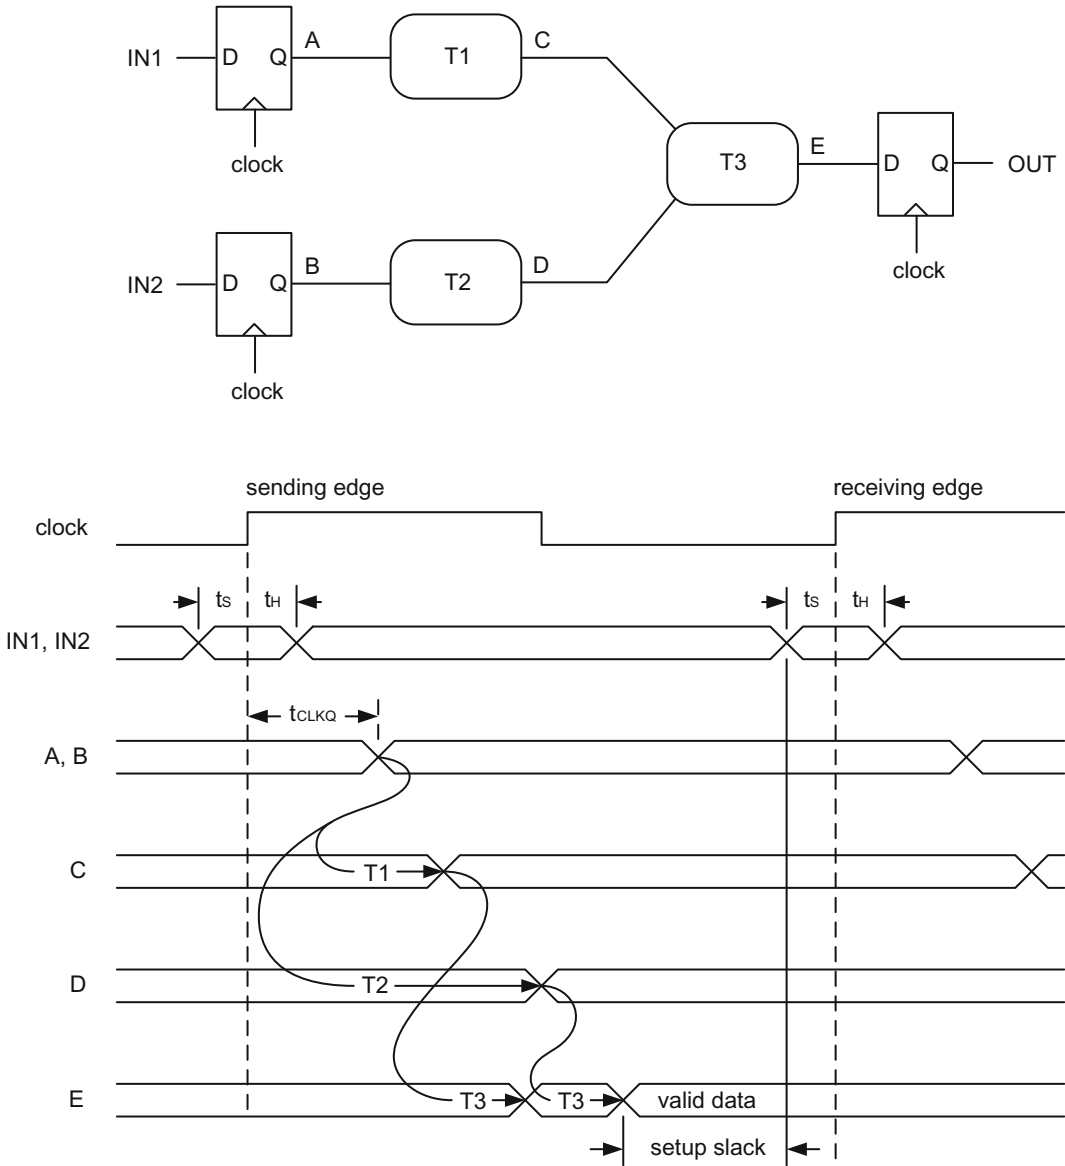 IN1 D Q A T1 C
clock
T3 E D Q OUT
clock
IN2 D Q B T2 D
clock
sending edge receiving edge
clock
tS tH tS tH
IN1, IN2
tCLKQ
A, B
C T1
D T2
E T3 T3 valid data
setup slack